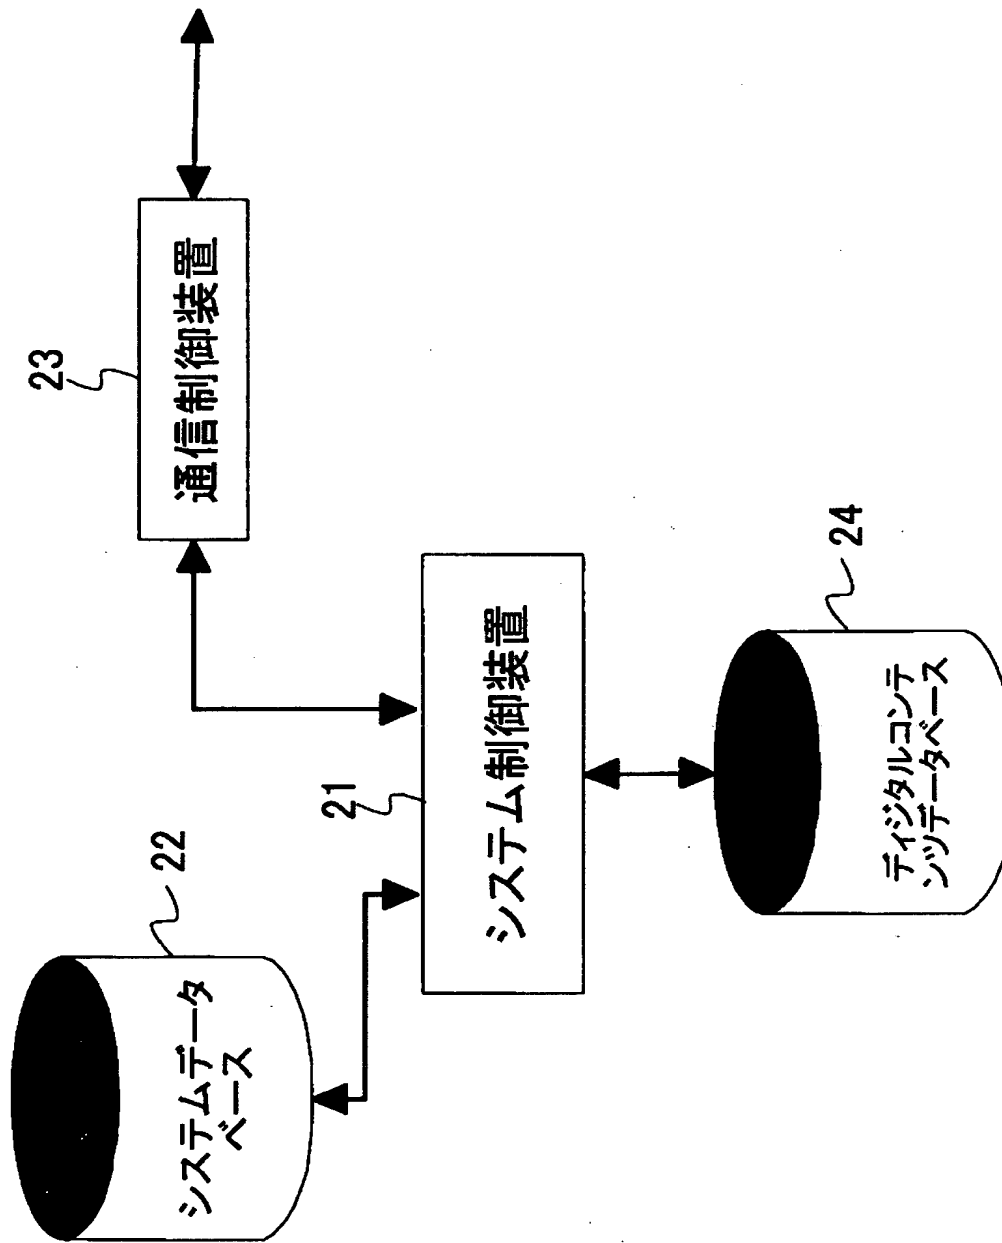 22
システムデータ
ベース
21
システム制御装置
23
通信制御装置
24
ディジタルコンテ
ンツデータベース